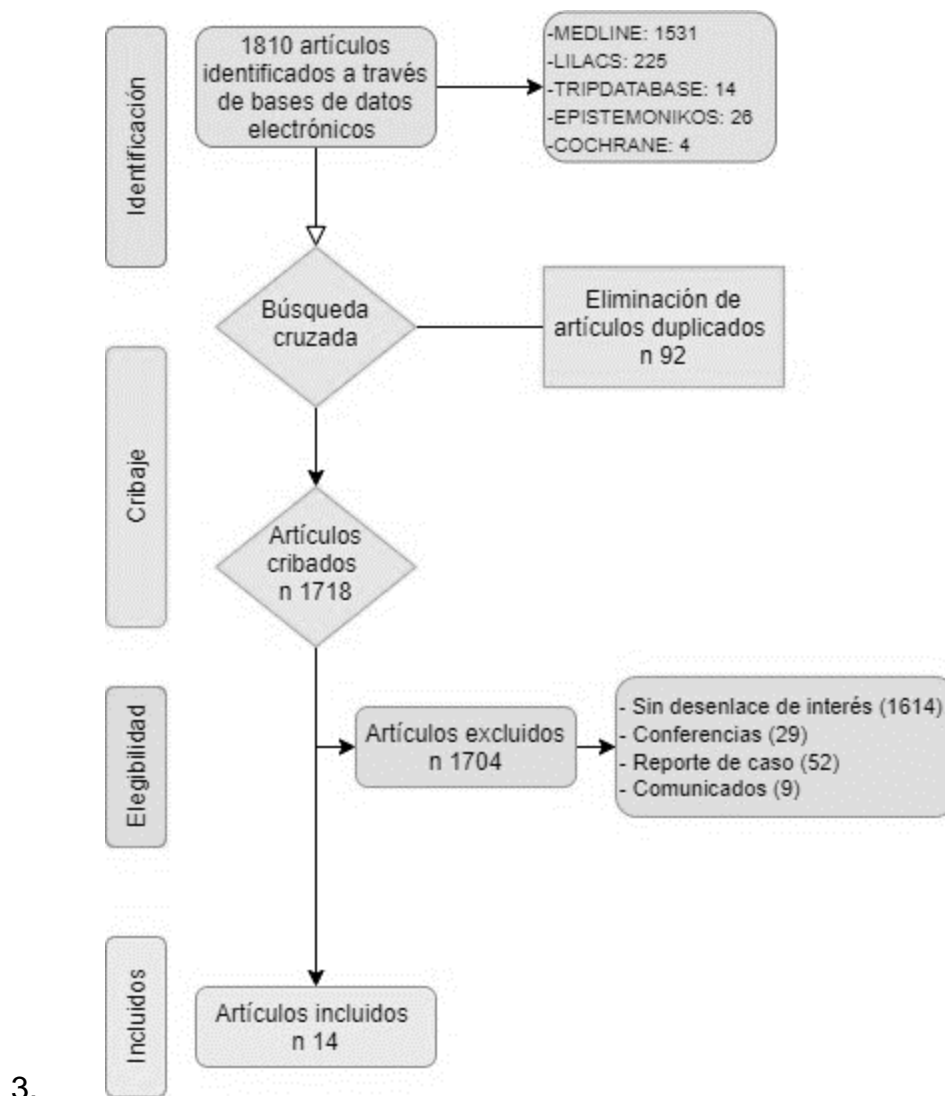 Identificación
1810 artículos
identificados a través
de bases de datos
electrónicos
-MEDLINE: 1531
-LILACS: 225
-TRIPDATABASE: 14
-EPISTEMONIKOS: 26
-COCHRANE: 4
Búsqueda
cruzada
Eliminación de
artículos duplicados
n 92
Cribaje
Artículos
cribados
n 1718
Elegibilidad
Artículos excluidos
n 1704
- Sin desenlace de interés (1614)
- Conferencias (29)
- Reporte de caso (52)
- Comunicados (9)
Incluidos
Artículos incluidos
n 14
3.